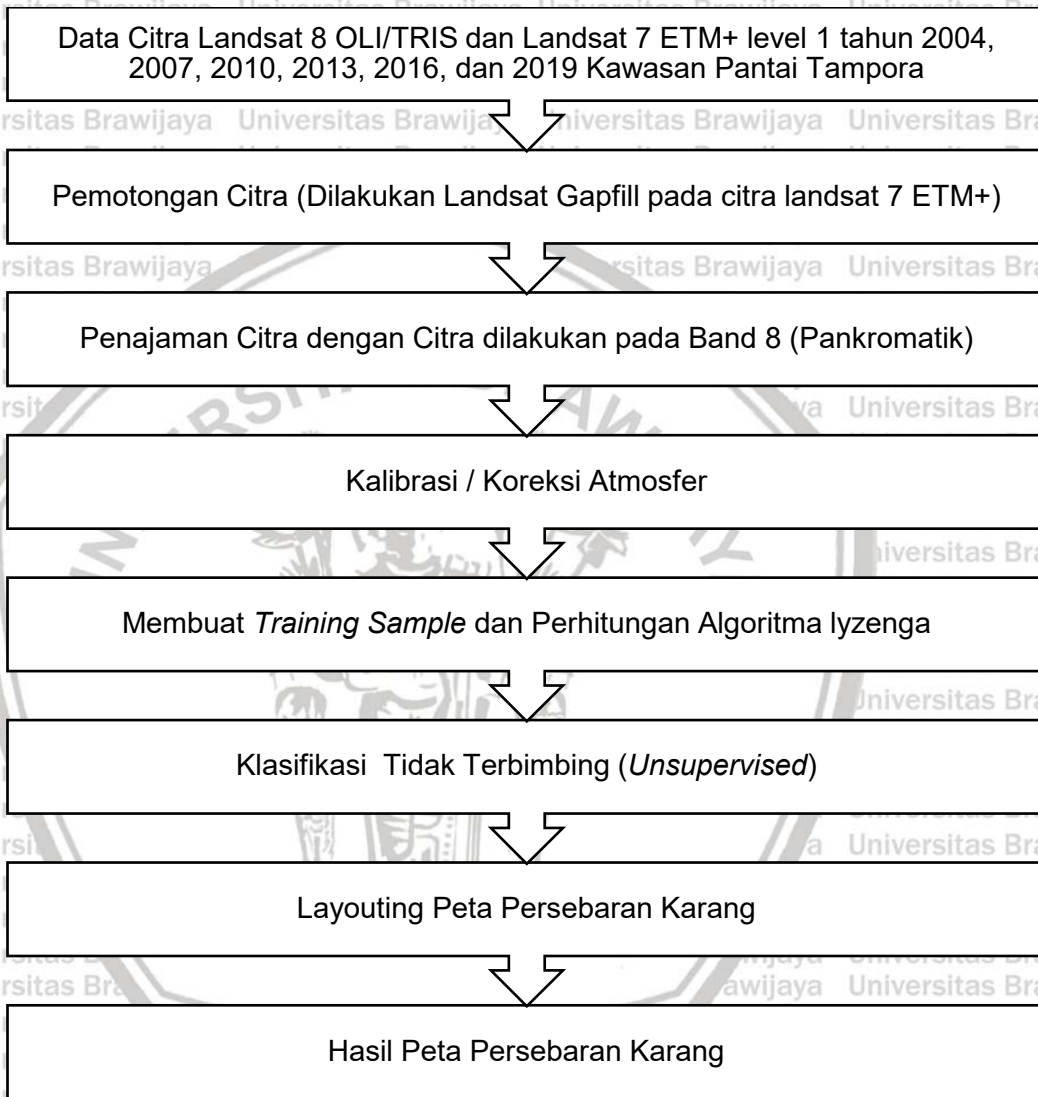 Data Citra Landsat 8 OLI/TRIS dan Landsat 7 ETM+ level 1 tahun 2004,
2007, 2010, 2013, 2016, dan 2019 Kawasan Pantai Tampora
Pemotongan Citra (Dilakukan Landsat Gapfill pada citra landsat 7 ETM+)
Penajaman Citra dengan Citra dilakukan pada Band 8 (Pankromatik)
Kalibrasi / Koreksi Atmosfer
Membuat Training Sample dan Perhitungan Algoritma lyzenga
Klasifikasi Tidak Terbimbing (Unsupervised)
Layouting Peta Persebaran Karang
Hasil Peta Persebaran Karang